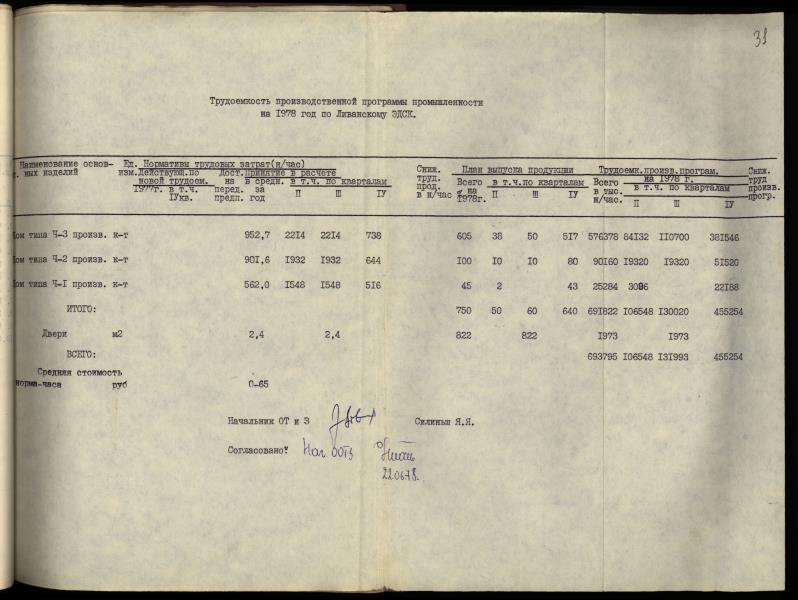 31
Трудоемкость производственной программы промышленности
на 1978 год по Ливанскому ЭДСК.
Наименование основ- Ед. Нормативы трудовых затрат(н/час) Сниж. План выпуска продукции Трудоемк.произв.програм. Сниж.
ных изделий изм. Действующ.по Дост. Принятие в расчете труд. Всего в т.ч.по кварталам Всего на 1978 г. труд
новой трудоем. на в средн. в т.ч. по кварталам прод. на II III IУ в тыс. в т.ч. по кварталам произв.
1977г. в т.ч. перед. за II III IУ в н/час 1978г. н/час. II III IУ прогр.
IУкв. предп. год
ом типа Ч-3 произв. к-т 952,7 2214 2214 738 605 38 50 517 576378 84132 110700 381546
ом типа Ч-2 произв. к-т 901,6 1932 1932 644 100 10 10 80 90160 19320 19320 51520
ом типа Ч-1 произв. к-т 562,0 1548 1548 516 45 2 43 25284 3096 22188
ИТОГО: 750 50 60 640 691822 106548 130020 455254
Двери м2 2,4 2,4 822 822 1973 1973
ВСЕГО: 693795 106548 131993 455254
Средняя стоимость
норма-часа руб 0-65
Начальник ОТ и З Силиньш Я.Я.
Согласовано: Нач. ООТЗ
22.06.78.